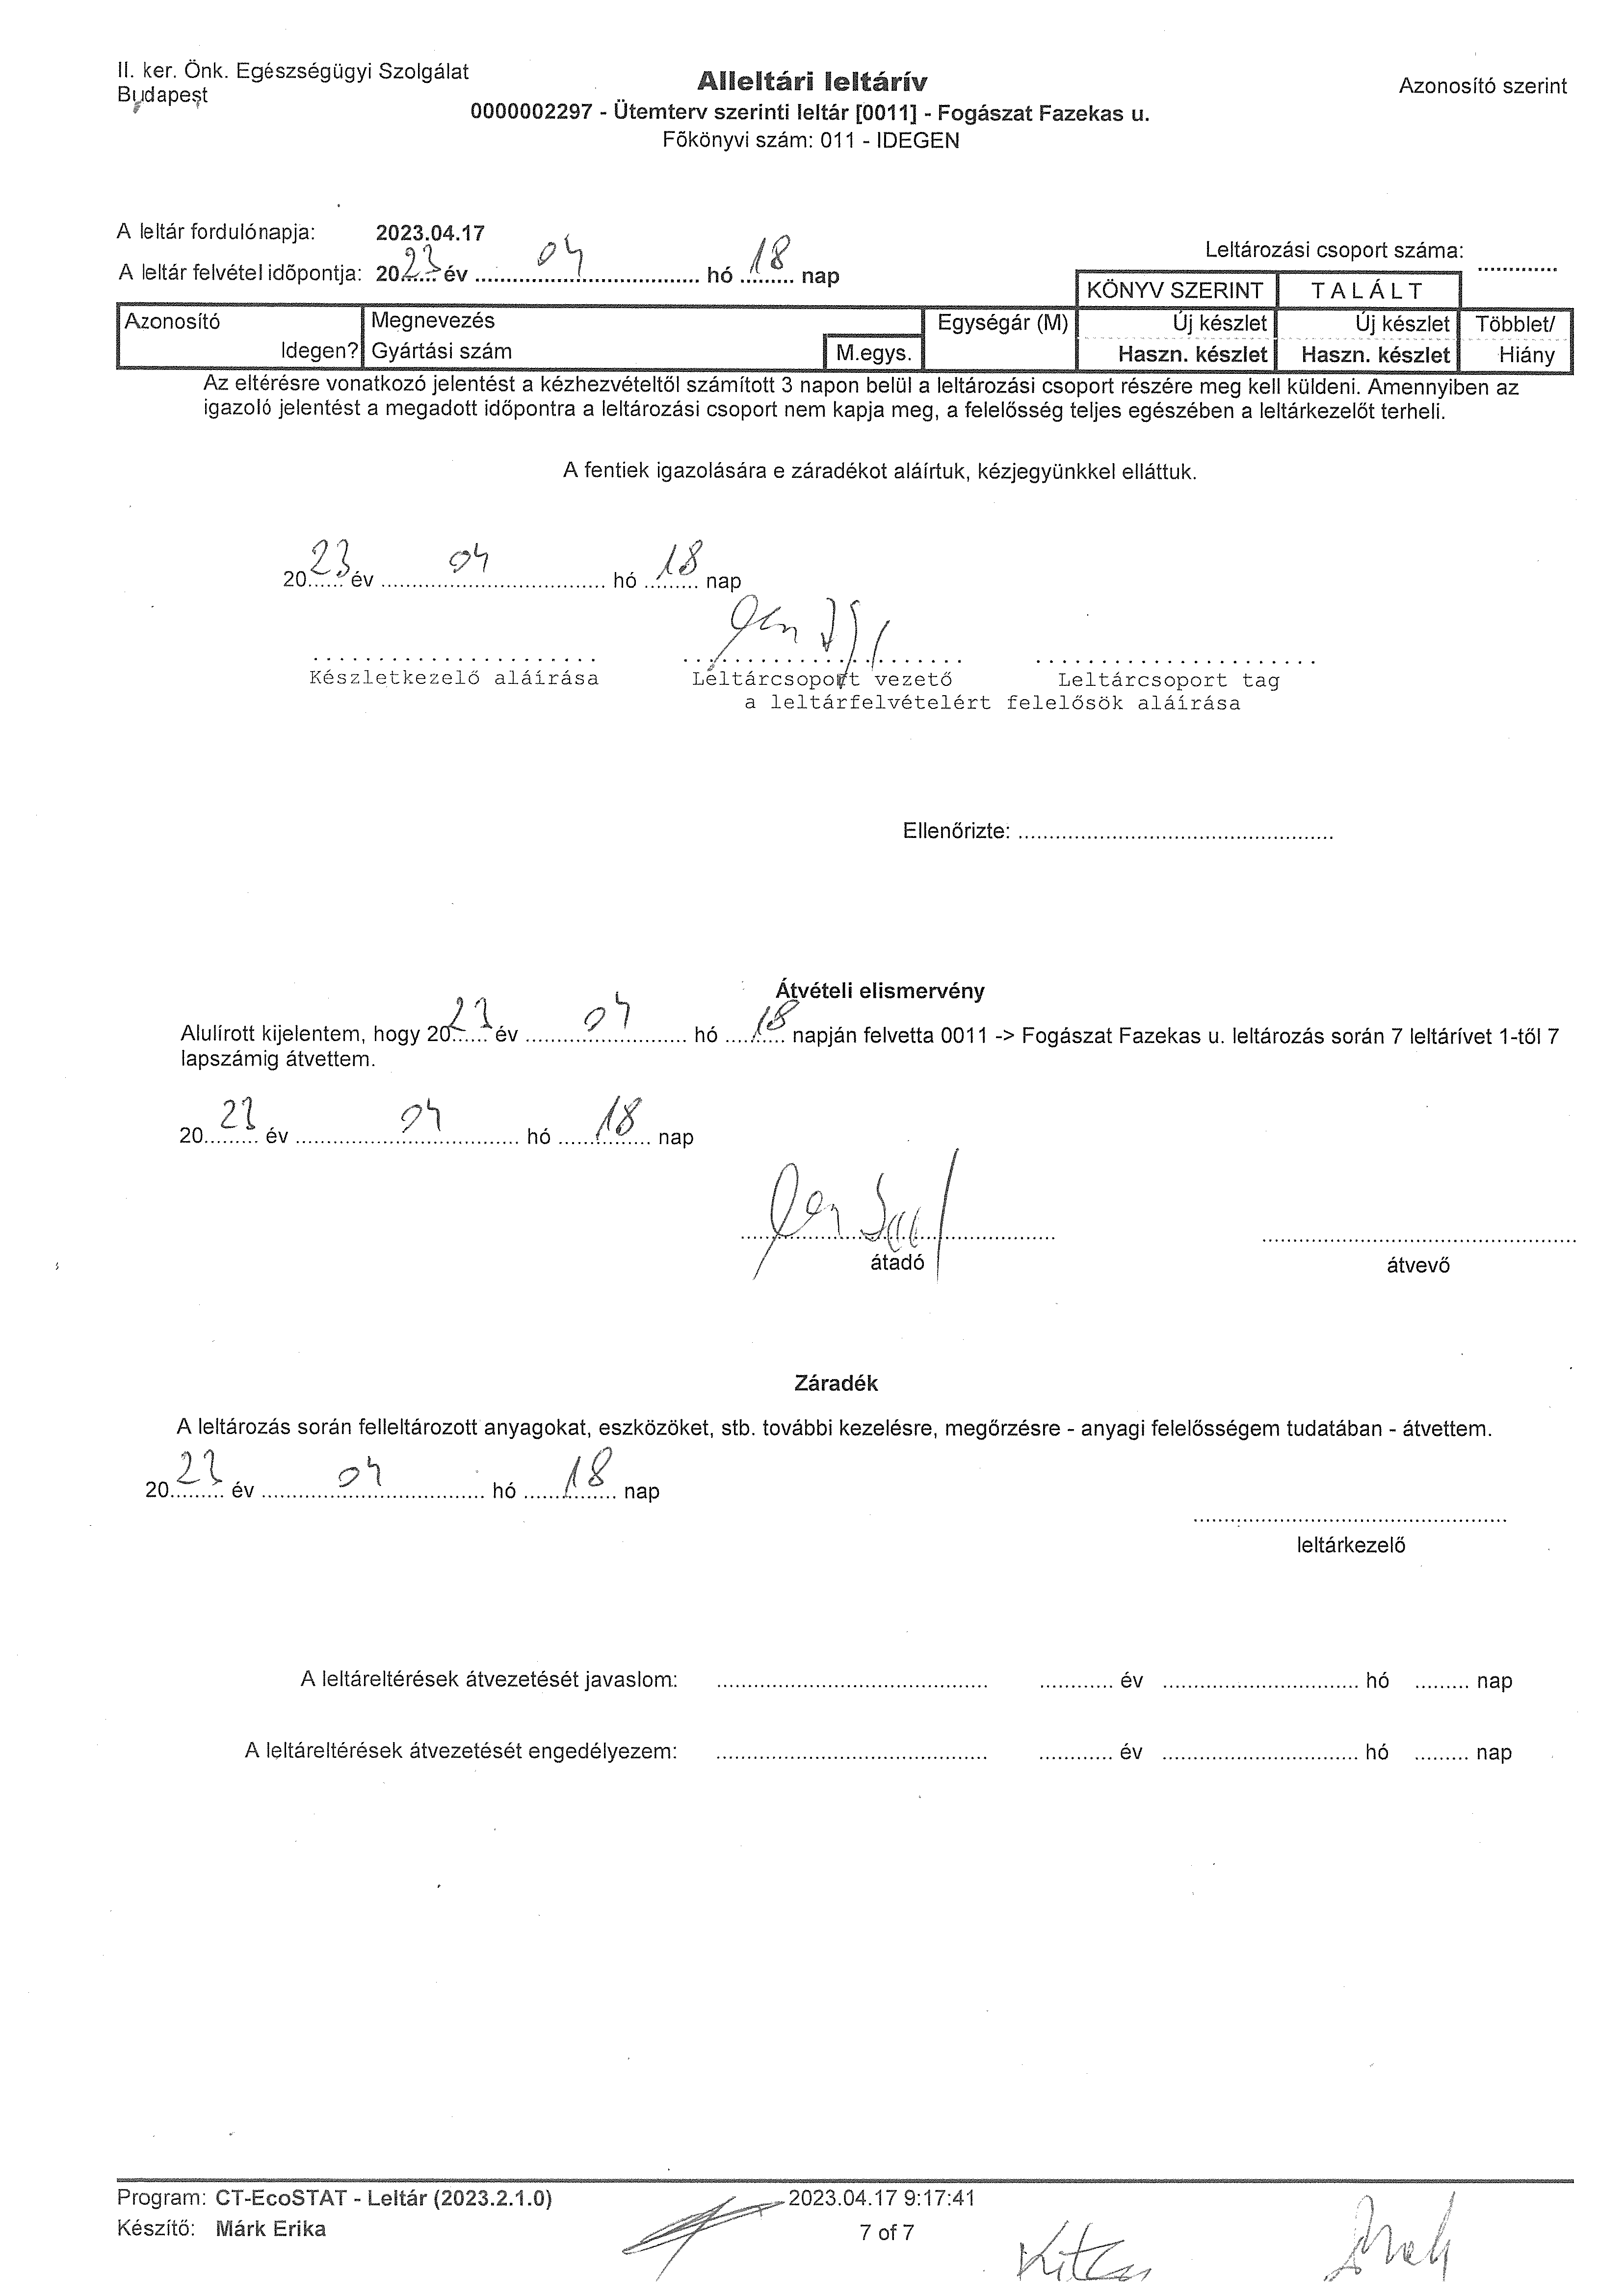 II. ker. Önk. Egészségügyi Szolgálat
Budapest
Alleltári leltárív
Azonosító szerint
0000002297 - Ütemterv szerinti leltár [0011] - Fogászat Fazekas u.
Főkönyvi szám: 011 - IDEGEN
A leltár fordulónapja: 2023.04.17
Leltározási csoport száma: .............
A leltár felvétel időpontja: 2023 év 04 hó 18 nap
KÖNYV SZERINT TALÁLT
Azonosító Megnevezés Egységár (M) Új készlet Új készlet Többlet/
Idegen? Gyártási szám M.egys. Haszn. készlet Haszn. készlet Hiány
Az eltérésre vonatkozó jelentést a kézhezvételtől számított 3 napon belül a leltározási csoport részére meg kell küldeni. Amennyiben az
igazoló jelentést a megadott időpontra a leltározási csoport nem kapja meg, a felelősség teljes egészében a leltárkezelőt terheli.
A fentiek igazolására e záradékot aláírtuk, kézjegyünkkel elláttuk.
2023 év 04 hó 18 nap
Készletkezelő aláírása Leltárcsoport vezető Leltárcsoport tag
a leltárfelvételért felelősök aláírása
Ellenőrizte: ....................................................
Átvételi elismervény
Alulírott kijelentem, hogy 2023 év 04 hó 18 napján felvetta 0011 -> Fogászat Fazekas u. leltározás során 7 leltárívet 1-től 7
lapszámig átvettem.
2023 év 04 hó 18 nap
átadó átvevő
Záradék
A leltározás során felleltározott anyagokat, eszközöket, stb. további kezelésre, megőrzésre - anyagi felelősségem tudatában - átvettem.
2023 év 04 hó 18 nap
leltárkezelő
A leltáreltérések átvezetését javaslom: ............................................ ............ év ................................ hó ......... nap
A leltáreltérések átvezetését engedélyezem: ............................................ ............ év ................................ hó ......... nap
Program: CT-EcoSTAT - Leltár (2023.2.1.0) 2023.04.17 9:17:41
Készítő: Márk Erika 7 of 7